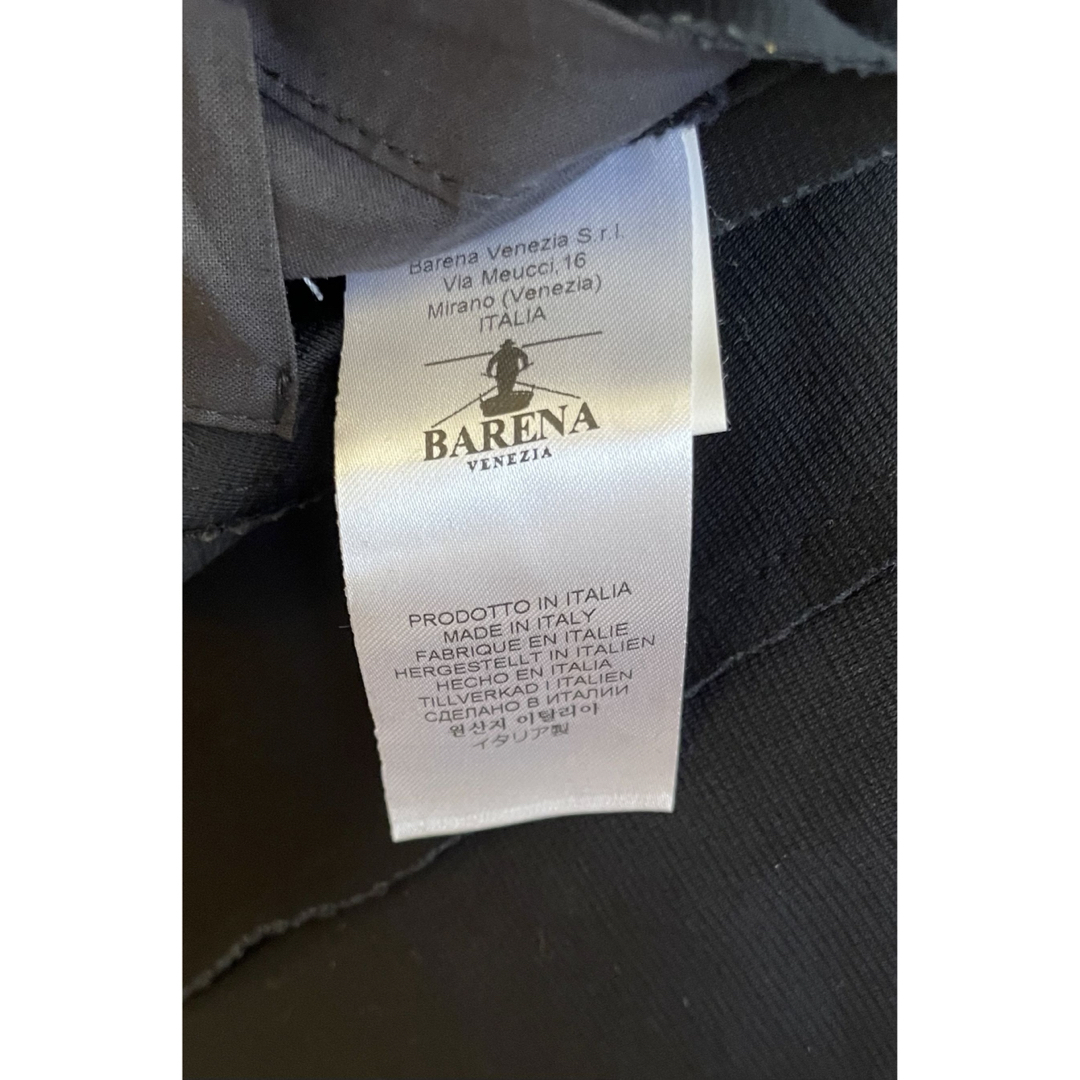 Barena Venezia S.r.l.
Via Meucci,16
Mirano (Venezia)
ITALIA
BARENA
VENEZIA
PRODOTTO IN ITALIA
MADE IN ITALY
FABRIQUE EN ITALIE
HERGESTELLT IN ITALIEN
HECHO EN ITALIA
TILLVERKAD I ITALIEN
СДЕЛАНО В ИТАЛИИ
원산지 이탈리아
イタリア製